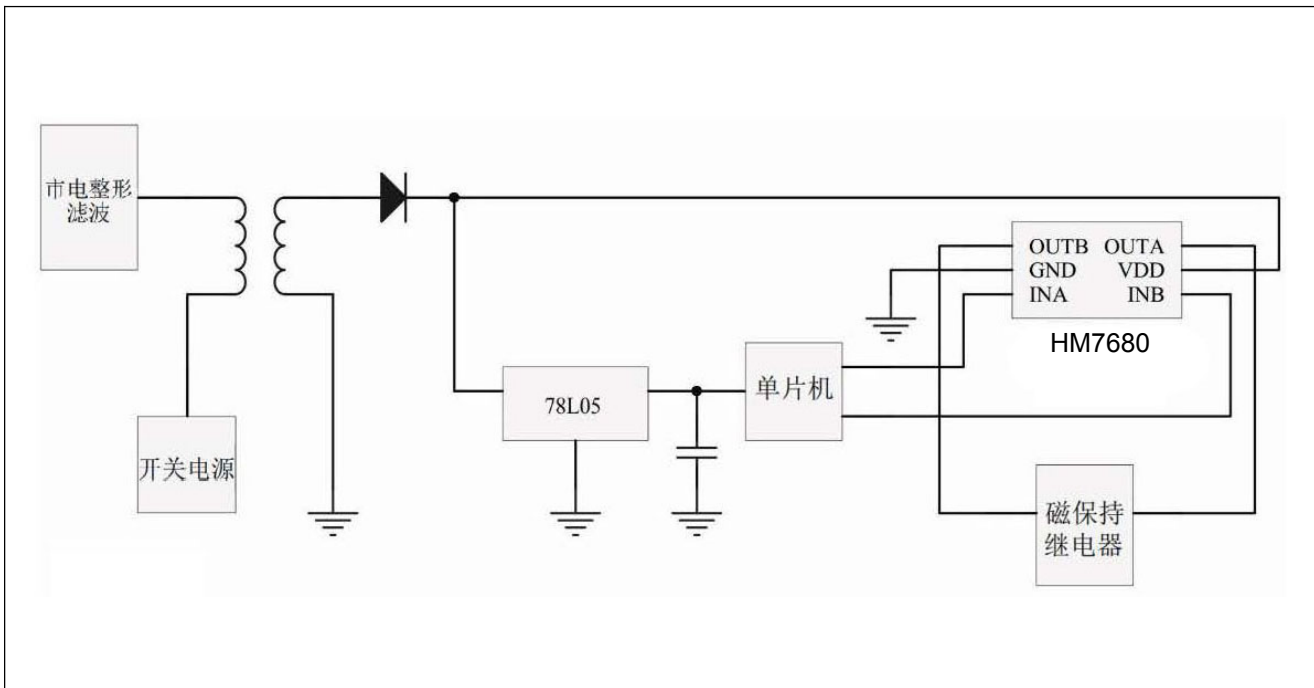 市电整形
滤波
开关电源
78L05
单片机
OUTB OUTA
GND VDD
INA INB
HM7680
磁保持
继电器